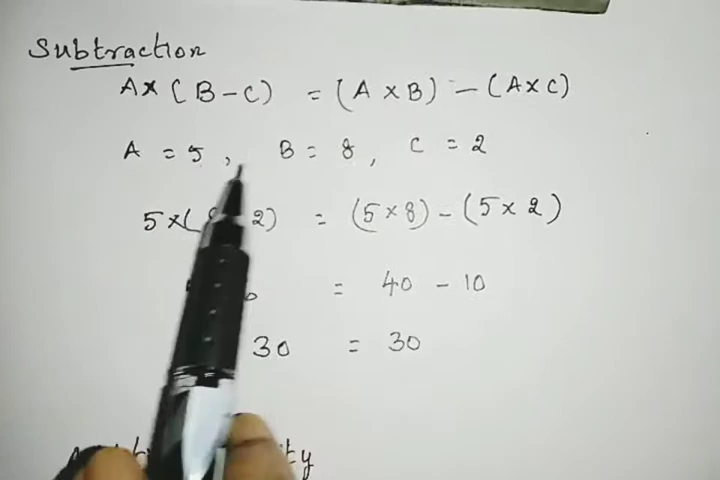 Subtraction
A × (B - C) = (A × B) - (A × C)
A = 5, B = 8, C = 2
5 × ( 2) = (5 × 8) - (5 × 2)
= 40 - 10
30 = 30